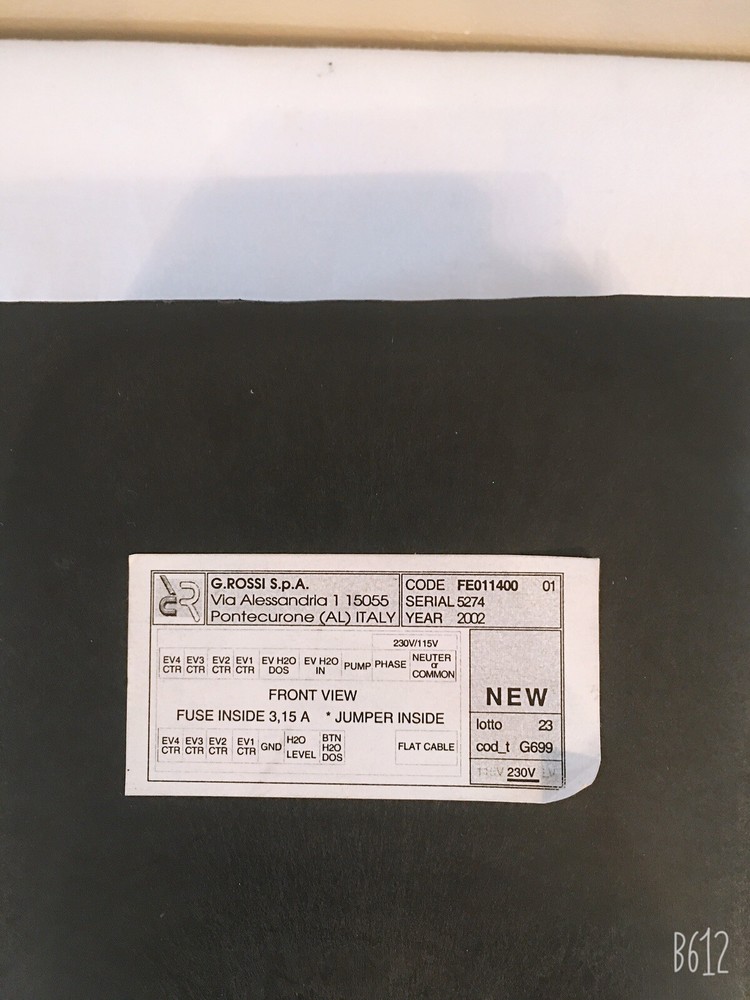 G.ROSSI S.p.A.
Via Alessandria 1 15055
Pontecurone (AL) ITALY
CODE FE011400 01
SERIAL 5274
YEAR 2002
230V/115V
EV4 CTR
EV3 CTR
EV2 CTR
EV1 CTR
EV H2O DOS
EV H2O IN
PUMP
PHASE
NEUTER or COMMON
FRONT VIEW
FUSE INSIDE 3,15 A * JUMPER INSIDE
EV4 CTR
EV3 CTR
EV2 CTR
EV1 CTR
GND
H2O LEVEL
BTN H2O DOS
FLAT CABLE
NEW
lotto 23
cod_t G699
115V 230V
B612